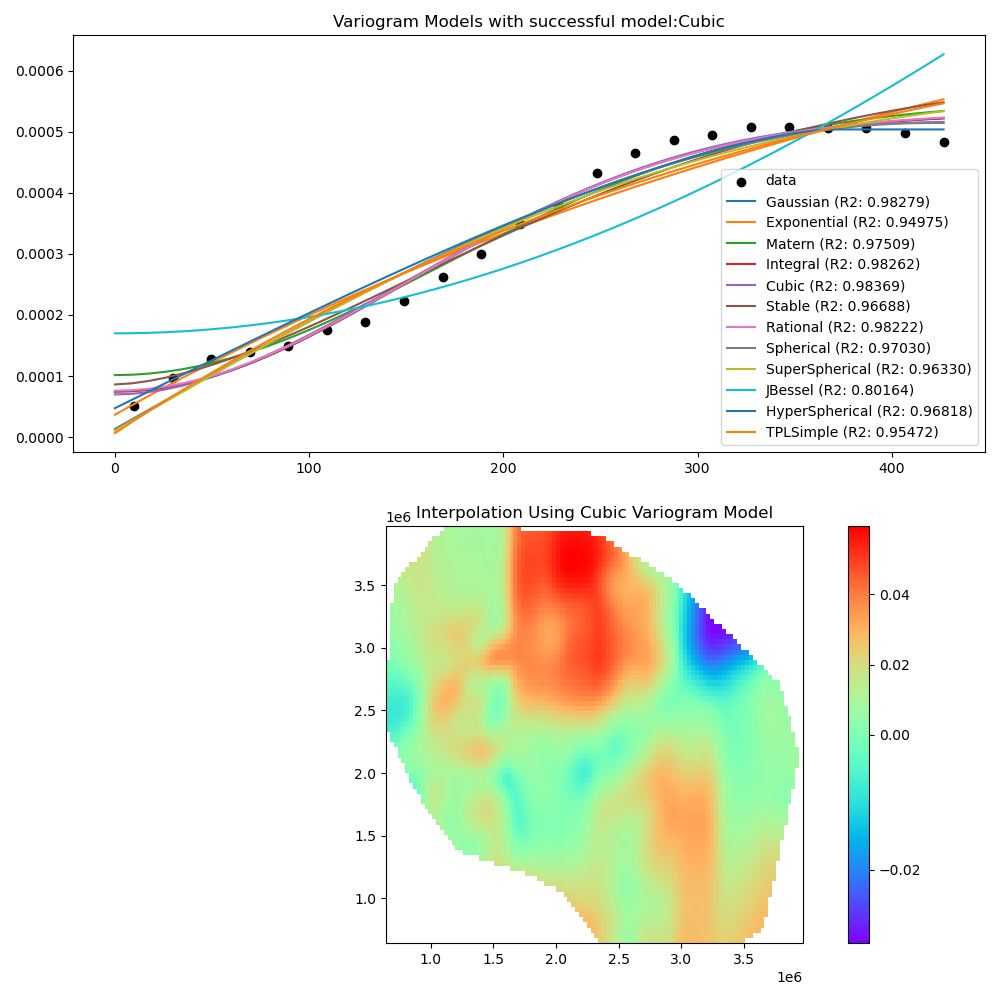 Variogram Models with successful model:Cubic
0.0006
0.0005
0.0004
0.0003
0.0002
0.0001
0.0000
data
Gaussian (R2: 0.98279)
Exponential (R2: 0.94975)
Matern (R2: 0.97509)
Integral (R2: 0.98262)
Cubic (R2: 0.98369)
Stable (R2: 0.96688)
Rational (R2: 0.98222)
Spherical (R2: 0.97030)
SuperSpherical (R2: 0.96330)
JBessel (R2: 0.80164)
HyperSpherical (R2: 0.96818)
TPLSimple (R2: 0.95472)
0 100 200 300 400
1e6 Interpolation Using Cubic Variogram Model
3.5
3.0
2.5
2.0
1.5
1.0
1.0 1.5 2.0 2.5 3.0 3.5
1e6
0.04
0.02
0.00
−0.02